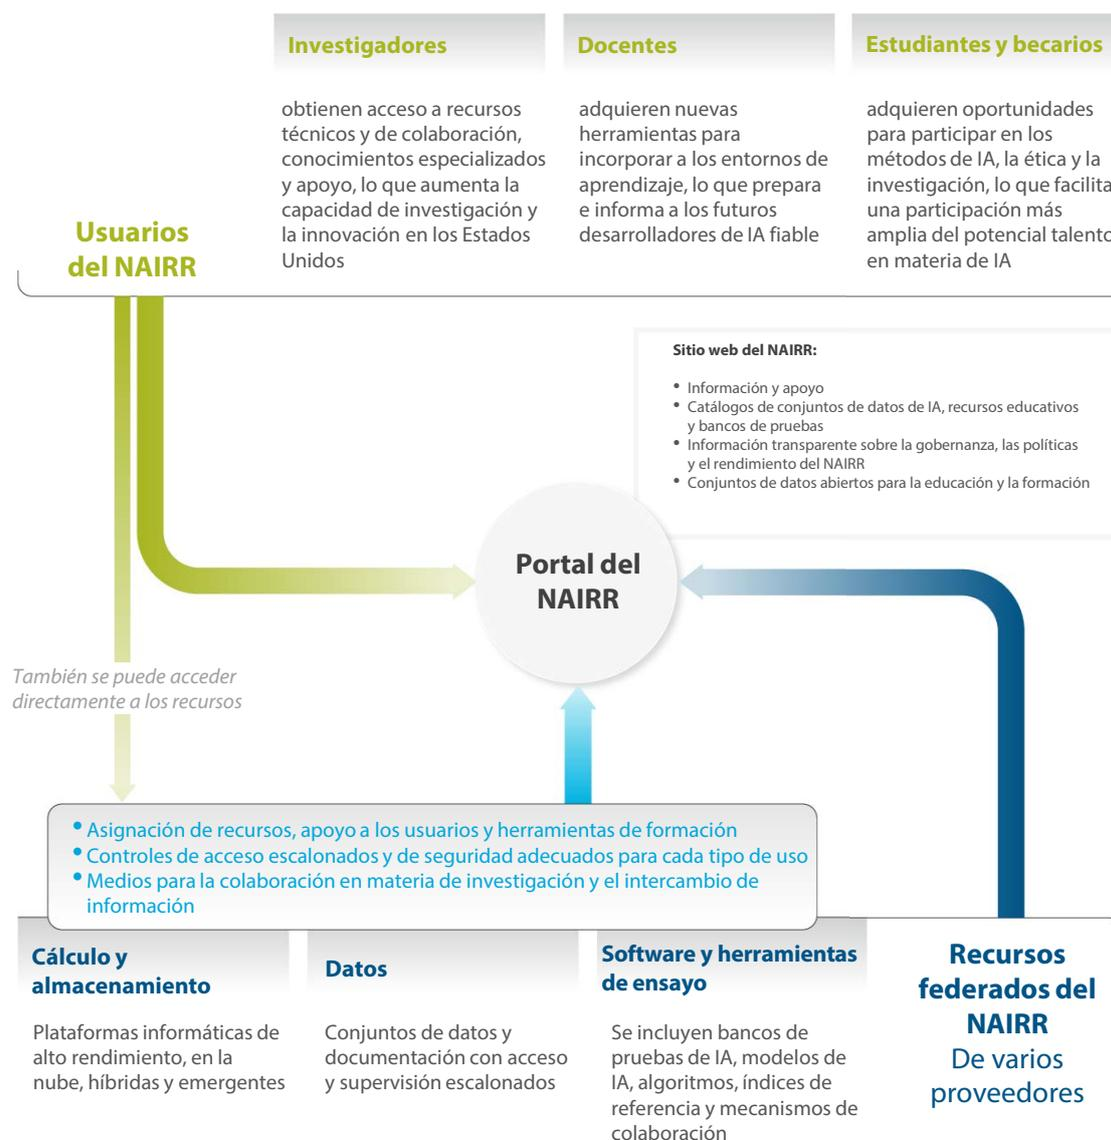 Investigadores
obtienen acceso a recursos
técnicos y de colaboración,
conocimientos especializados
y apoyo, lo que aumenta la
capacidad de investigación y
la innovación en los Estados
Unidos
Docentes
adquieren nuevas
herramientas para
incorporar a los entornos de
aprendizaje, lo que prepara
e informa a los futuros
desarrolladores de IA fiable
Estudiantes y becarios
adquieren oportunidades
para participar en los
métodos de IA, la ética y la
investigación, lo que facilita
una participación más
amplia del potencial talento
en materia de IA
Usuarios
del NAIRR
Sitio web del NAIRR:
• Información y apoyo
• Catálogos de conjuntos de datos de IA, recursos educativos
y bancos de pruebas
• Información transparente sobre la gobernanza, las políticas
y el rendimiento del NAIRR
• Conjuntos de datos abiertos para la educación y la formación
Portal del
NAIRR
También se puede acceder
directamente a los recursos
• Asignación de recursos, apoyo a los usuarios y herramientas de formación
• Controles de acceso escalonados y de seguridad adecuados para cada tipo de uso
• Medios para la colaboración en materia de investigación y el intercambio de
información
Cálculo y
almacenamiento
Plataformas informáticas de
alto rendimiento, en la
nube, híbridas y emergentes
Datos
Conjuntos de datos y
documentación con acceso
y supervisión escalonados
Software y herramientas
de ensayo
Se incluyen bancos de
pruebas de IA, modelos de
IA, algoritmos, índices de
referencia y mecanismos de
colaboración
Recursos
federados del
NAIRR
De varios
proveedores